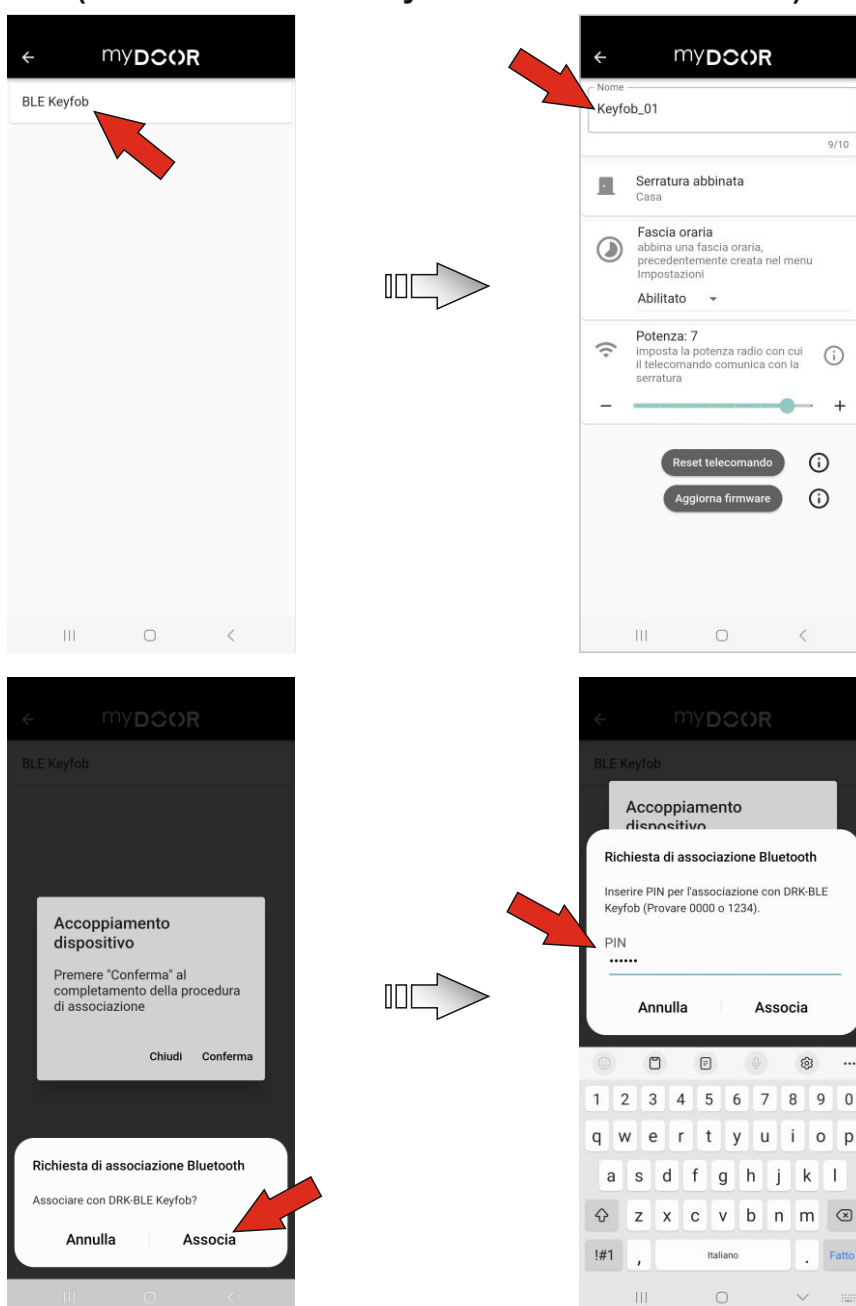 myDOOR
BLE Keyfob
myDOOR
Nome
Keyfob_01
9/10
Serratura abbinata
Casa
Fascia oraria
abbina una fascia oraria,
precedentemente creata nel menu
Impostazioni
Abilitato
Potenza: 7
imposta la potenza radio con cui
il telecomando comunica con la
serratura
− +
Reset telecomando
Aggiorna firmware
myDOOR
BLE Keyfob
Accoppiamento
dispositivo
Premere "Conferma" al
completamento della procedura
di associazione
Chiudi Conferma
Richiesta di associazione Bluetooth
Associare con DRK-BLE Keyfob?
Annulla Associa
myDOOR
BLE Keyfob
Accoppiamento
dispositivo
Richiesta di associazione Bluetooth
Inserire PIN per l'associazione con DRK-BLE
Keyfob (Provare 0000 o 1234).
PIN
••••••
Annulla Associa
1 2 3 4 5 6 7 8 9 0
q w e r t y u i o p
a s d f g h j k l
z x c v b n m
!#1 , Italiano . Fatto